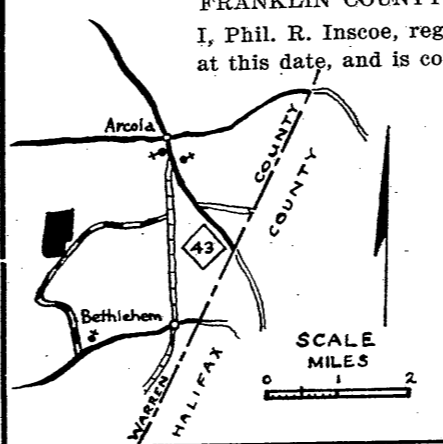 FRANKLIN COUNTY
I, Phil. R. Inscoe, reg
at this date, and is co
Arcola
COUNTY
COUNTY
43
Bethlehem
WARREN
HALIFAX
SCALE
MILES
0 1 2